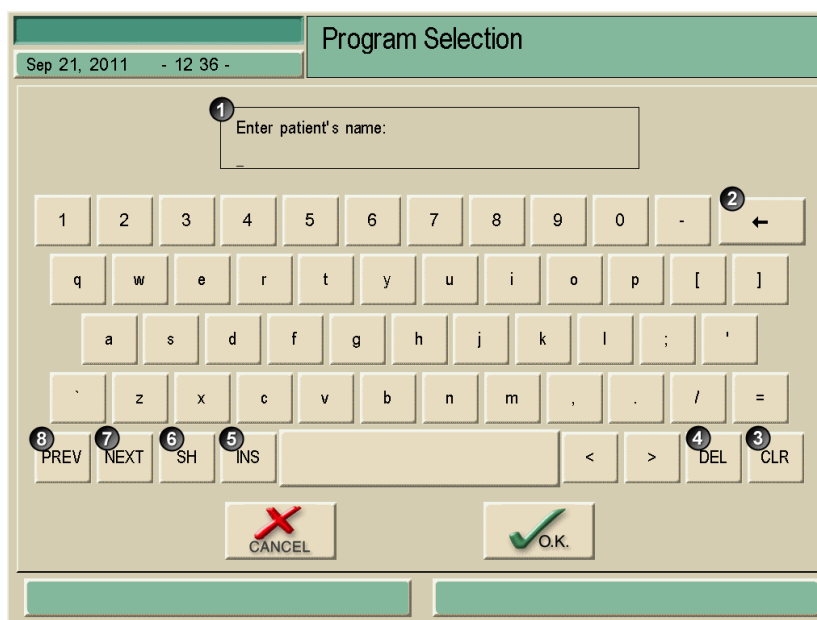 Program Selection
Sep 21, 2011 - 12 36 -
1
Enter patient's name:
_
2
1 2 3 4 5 6 7 8 9 0 - ←
q w e r t y u i o p [ ]
a s d f g h j k l ; '
` z x c v b n m , . / =
8 7 6 5 4 3
PREV NEXT SH INS < > DEL CLR
CANCEL O.K.